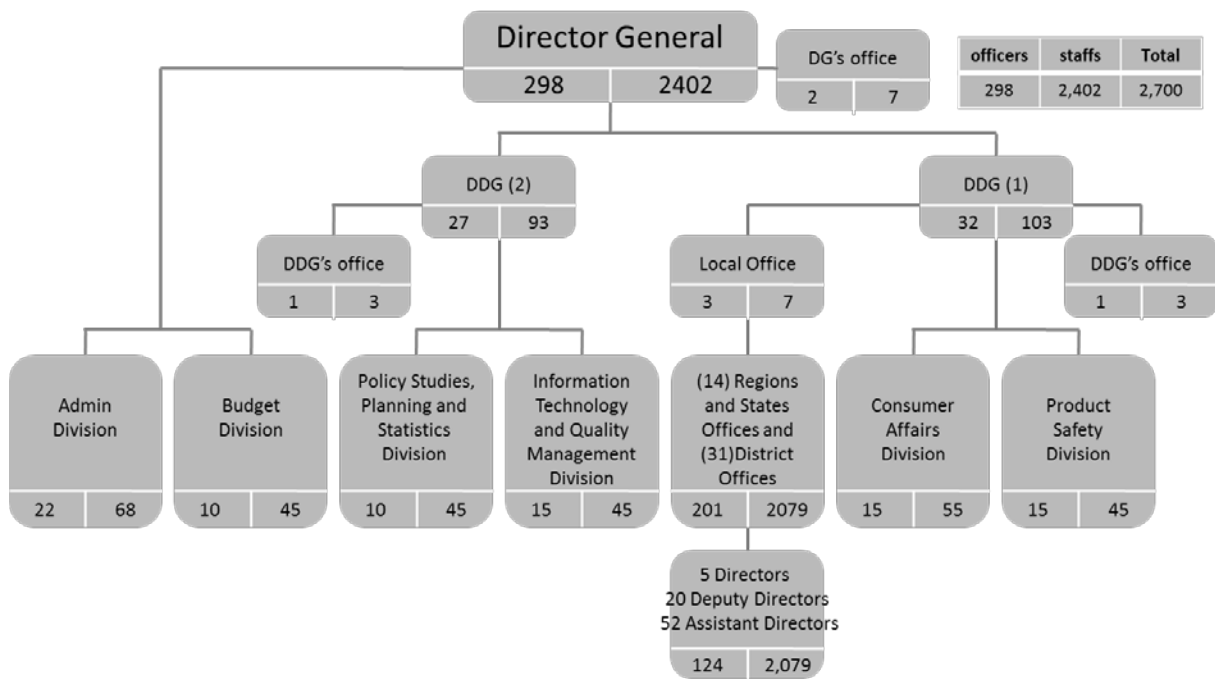 Director General
298 2402
DG's office
2 7
officers staffs Total
298 2,402 2,700
DDG (2)
27 93
DDG (1)
32 103
DDG's office
1 3
Local Office
3 7
DDG's office
1 3
Admin
Division
22 68
Budget
Division
10 45
Policy Studies,
Planning and
Statistics
Division
10 45
Information
Technology
and Quality
Management
Division
15 45
(14) Regions
and States
Offices and
(31)District
Offices
201 2079
Consumer
Affairs
Division
15 55
Product
Safety
Division
15 45
5 Directors
20 Deputy Directors
52 Assistant Directors
124 2,079